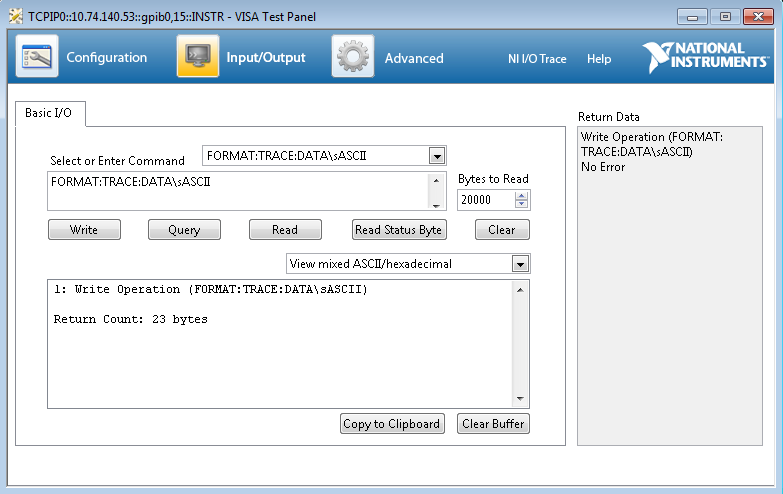 TCPIP0::10.74.140.53::gpib0,15::INSTR - VISA Test Panel
Configuration
Input/Output
Advanced
NI I/O Trace
Help
NATIONAL
INSTRUMENTS™
Basic I/O
Select or Enter Command
FORMAT:TRACE:DATA\sASCII
FORMAT:TRACE:DATA\sASCII
Bytes to Read
20000
Write
Query
Read
Read Status Byte
Clear
View mixed ASCII/hexadecimal
1: Write Operation (FORMAT:TRACE:DATA\sASCII)
Return Count: 23 bytes
Copy to Clipboard
Clear Buffer
Return Data
Write Operation (FORMAT:
TRACE:DATA\sASCII)
No Error